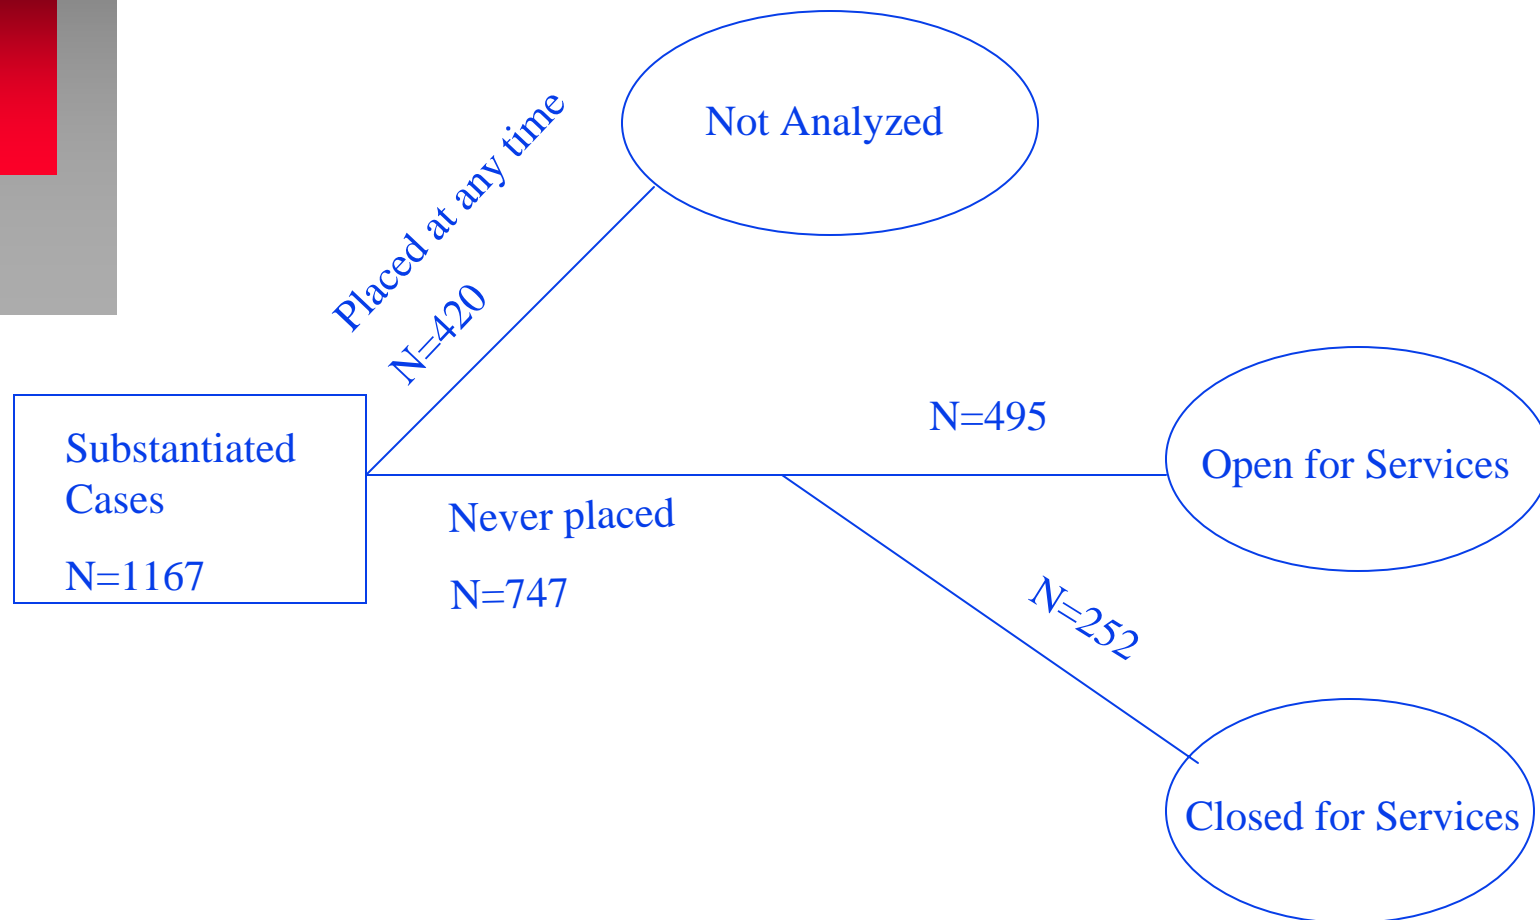 Not Analyzed
Placed at any time
N=420
Substantiated
Cases
N=1167
N=495
Open for Services
Never placed
N=747
N=252
Closed for Services